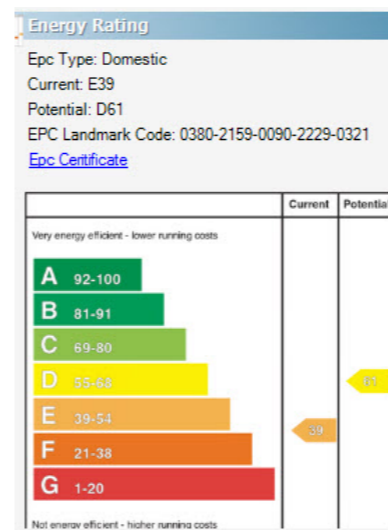 Energy Rating
Epc Type: Domestic
Current: E39
Potential: D61
EPC Landmark Code: 0380-2159-0090-2229-0321
Epc Ceritificate
Current Potential
Very energy efficient - lower running costs
A 92-100
B 81-91
C 69-80
D 55-68
61
E 39-54
39
F 21-38
G 1-20
Not energy efficient - higher running costs